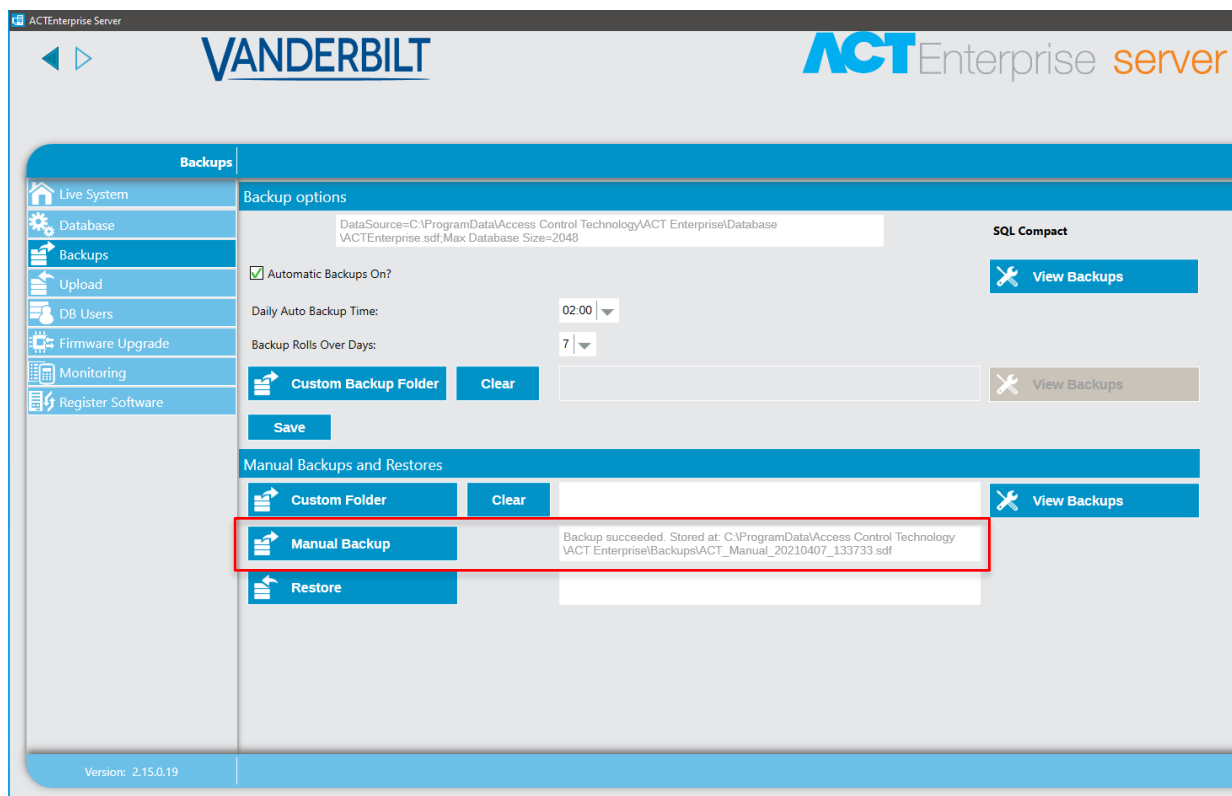 ACTEnterprise Server
VANDERBILT
ACTEnterprise server
Backups
Live System
Database
Backups
Upload
DB Users
Firmware Upgrade
Monitoring
Register Software
Backup options
DataSource=C:\ProgramData\Access Control Technology\ACT Enterprise\Database
\ACTEnterprise.sdf;Max Database Size=2048
SQL Compact
Automatic Backups On?
View Backups
Daily Auto Backup Time:
02:00
Backup Rolls Over Days:
7
Custom Backup Folder
Clear
View Backups
Save
Manual Backups and Restores
Custom Folder
Clear
View Backups
Manual Backup
Backup succeeded. Stored at: C:\ProgramData\Access Control Technology
\ACT Enterprise\Backups\ACT_Manual_20210407_133733.sdf
Restore
Version: 2.15.0.19